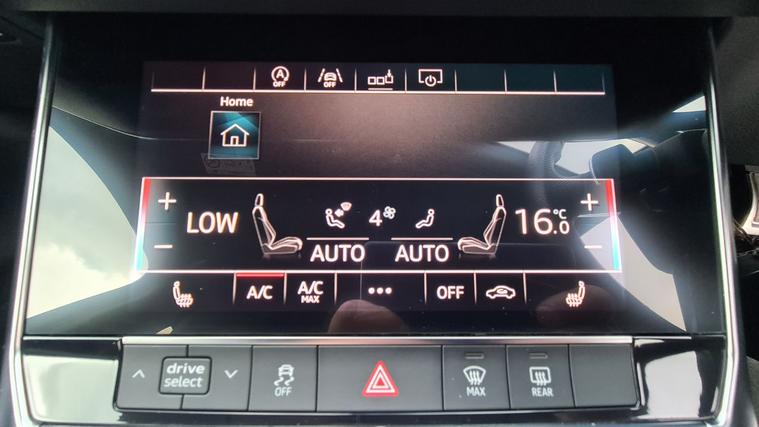 A
OFF
OFF
Home
LOW
4
16.0
°C
AUTO
AUTO
A/C
A/C
MAX
OFF
drive
select
OFF
MAX
REAR